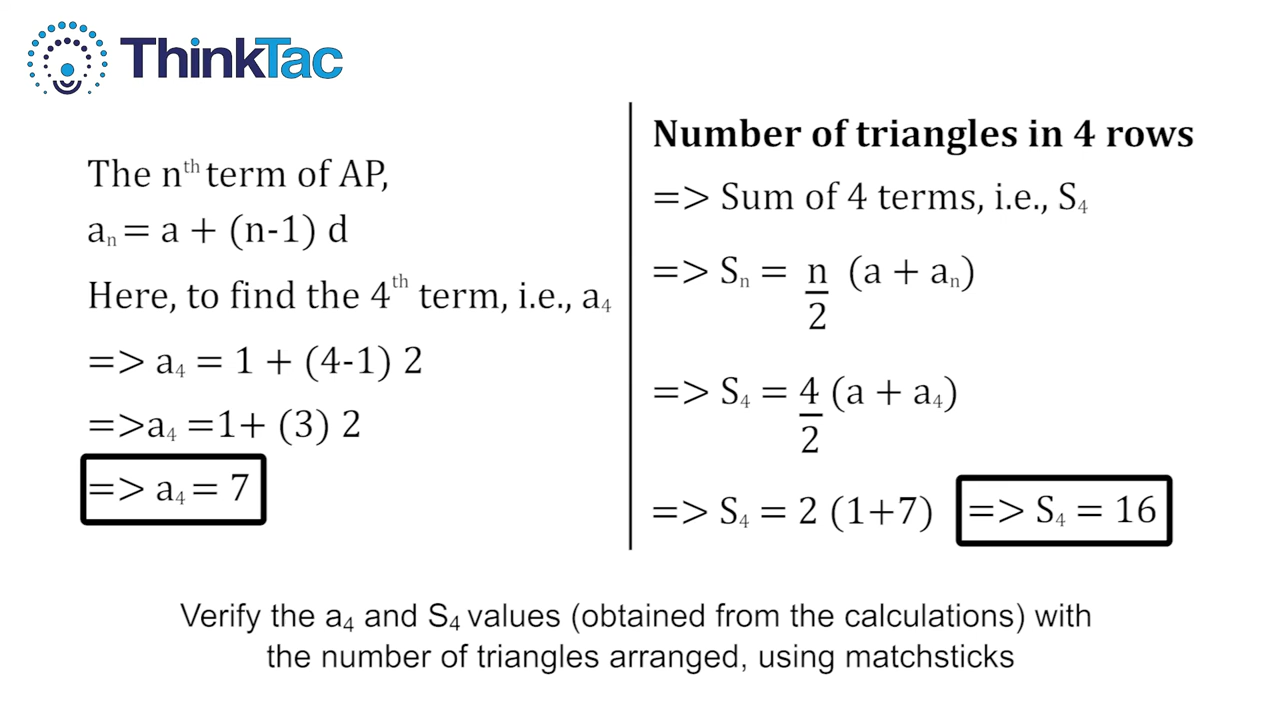 ThinkTac
The nth term of AP,
an = a + (n-1) d
Here, to find the 4th term, i.e., a4
=> a4 = 1 + (4-1) 2
=>a4 =1+ (3) 2
=> a4 = 7
Number of triangles in 4 rows
=> Sum of 4 terms, i.e., S4
=> Sn = n/2 (a + an)
=> S4 = 4/2 (a + a4)
=> S4 = 2 (1+7) => S4 = 16
Verify the a4 and S4 values (obtained from the calculations) with
the number of triangles arranged, using matchsticks